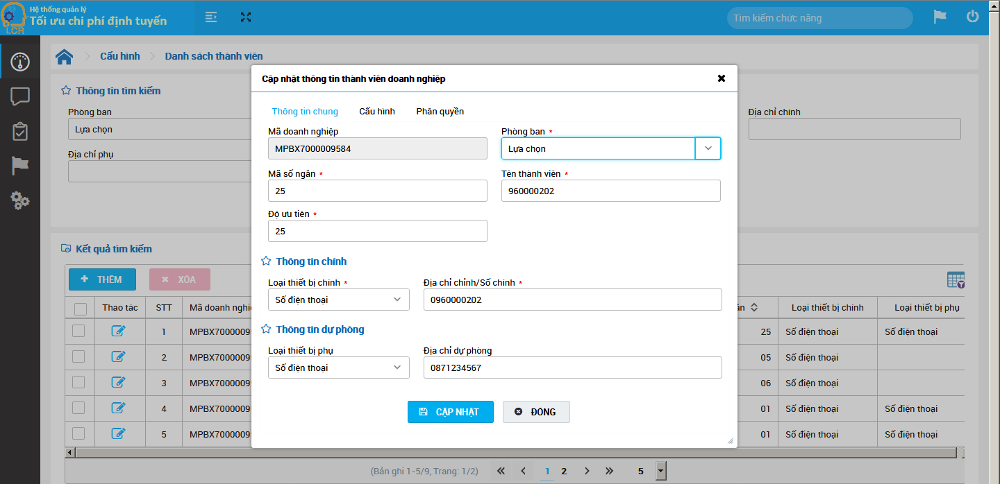 Hệ thống quản lý
Tối ưu chi phí định tuyến
LCR
Tìm kiếm chức năng
Cấu hình
Danh sách thành viên
Thông tin tìm kiếm
Phòng ban
Lựa chọn
Địa chỉ phụ
Địa chỉ chính
Cập nhật thông tin thành viên doanh nghiệp
Thông tin chung Cấu hình Phân quyền
Mã doanh nghiệp
MPBX7000009584
Phòng ban *
Lựa chọn
Mã số ngắn *
25
Tên thành viên *
960000202
Độ ưu tiên *
25
Thông tin chính
Loại thiết bị chính *
Số điện thoại
Địa chỉ chỉnh/Số chính *
0960000202
Thông tin dự phòng
Loại thiết bị phụ
Số điện thoại
Địa chỉ dự phòng
0871234567
CẬP NHẬT
ĐÓNG
Kết quả tìm kiếm
THÊM
XÓA
Thao tác STT Mã doanh nghi Loại thiết bị chính Loại thiết bị phụ
1 MPBX7000009 25 Số điện thoại Số điện thoại
2 MPBX7000009 05 Số điện thoại
3 MPBX7000009 06 Số điện thoại
4 MPBX7000009 01 Số điện thoại Số điện thoại
5 MPBX7000009 01 Số điện thoại Số điện thoại
(Bản ghi 1-5/9, Trang: 1/2) 1 2 5